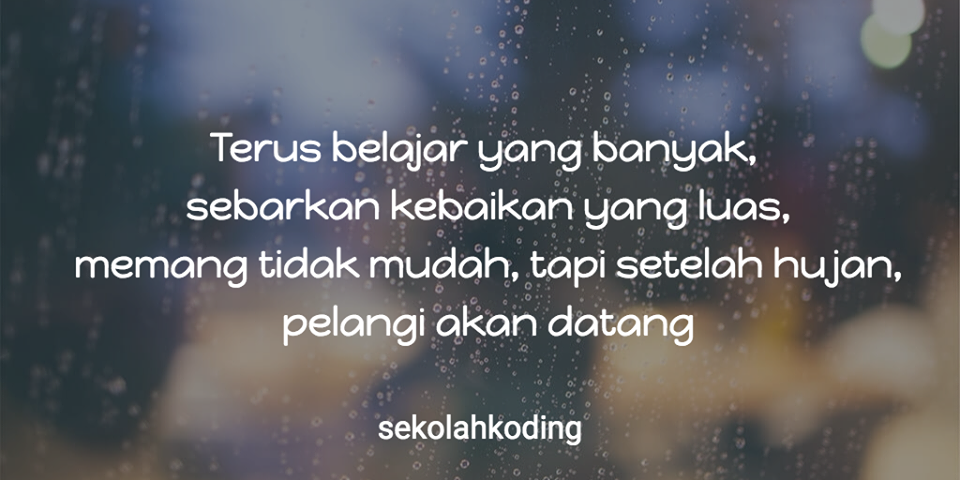 Terus belajar yang banyak,
sebarkan kebaikan yang luas,
memang tidak mudah, tapi setelah hujan,
pelangi akan datang
sekolahkoding